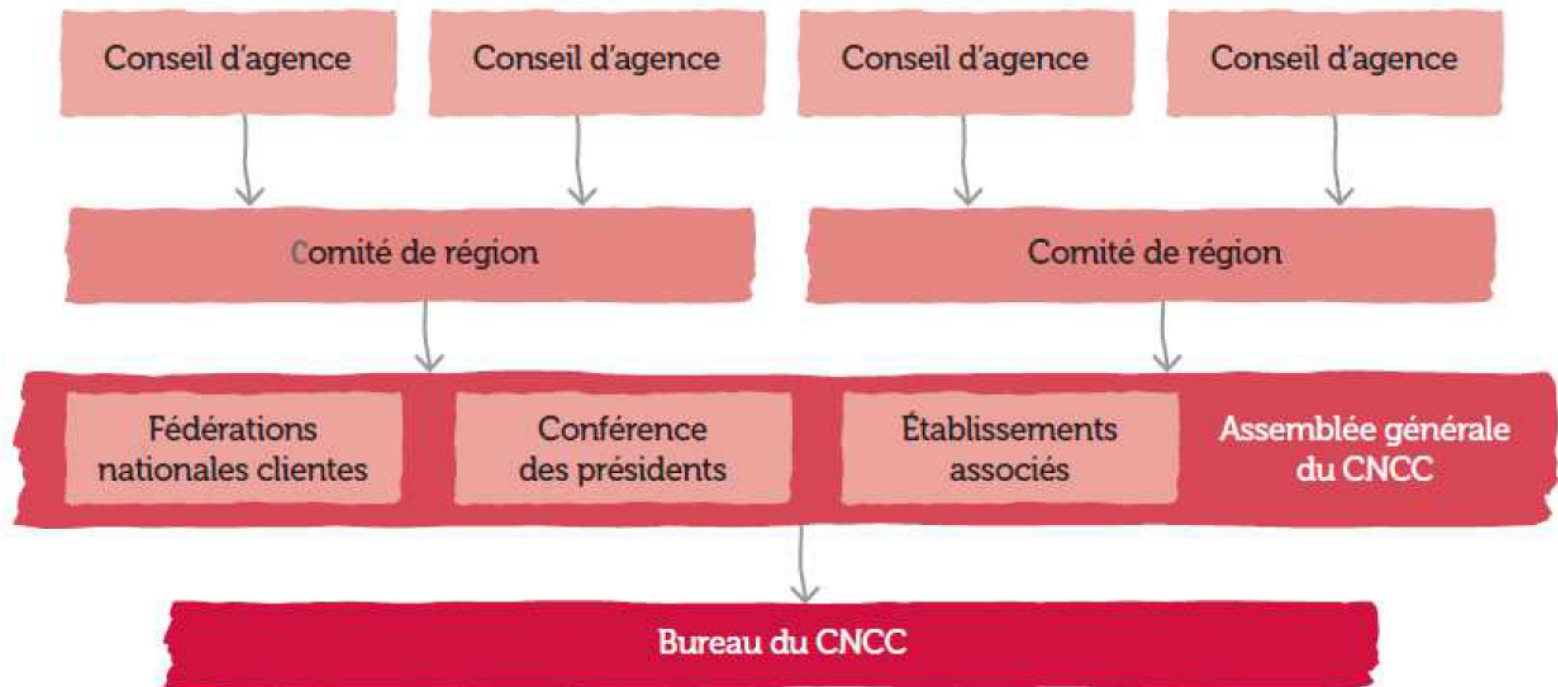 Conseil d'agence
Conseil d'agence
Conseil d'agence
Conseil d'agence
Comité de région
Comité de région
Fédérations
nationales clientes
Conférence
des présidents
Établissements
associés
Assemblée générale
du CNCC
Bureau du CNCC